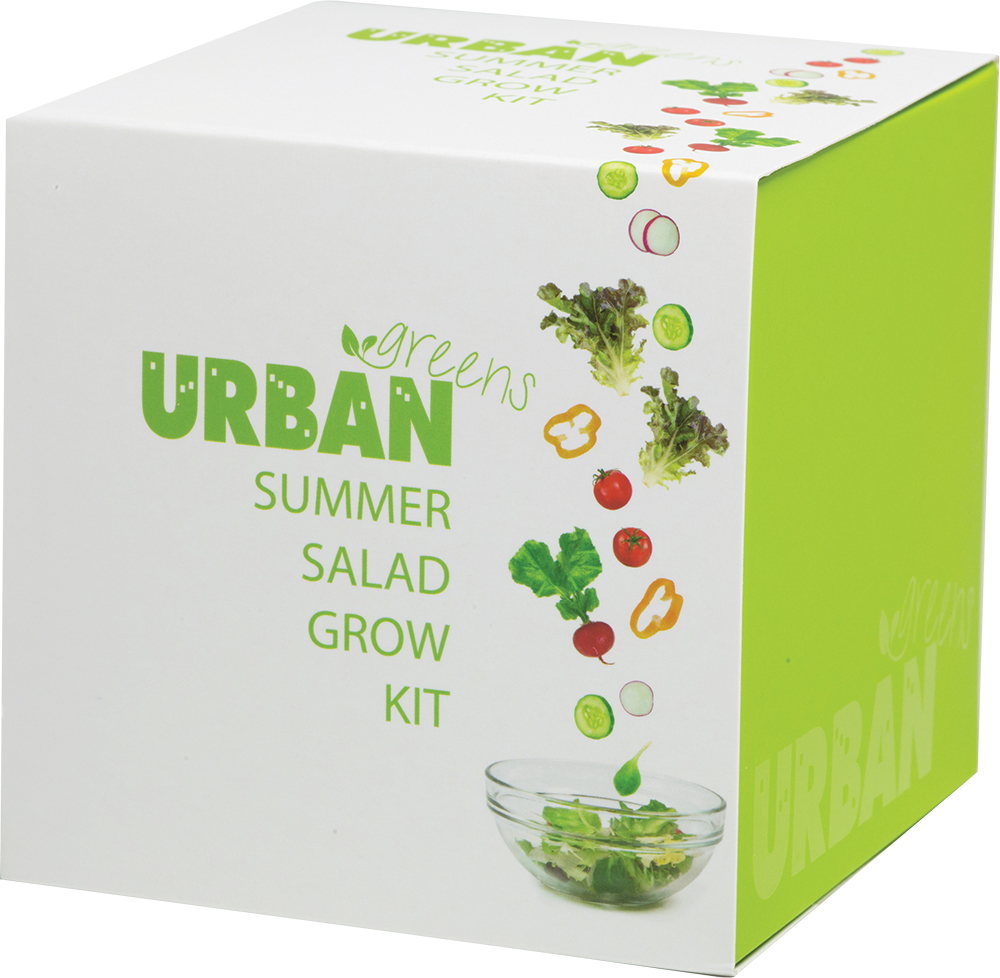 URBAN greens
SUMMER
SALAD
GROW
KIT
greens
URBAN
SUMMER
SALAD
GROW
KIT
greens
URBAN